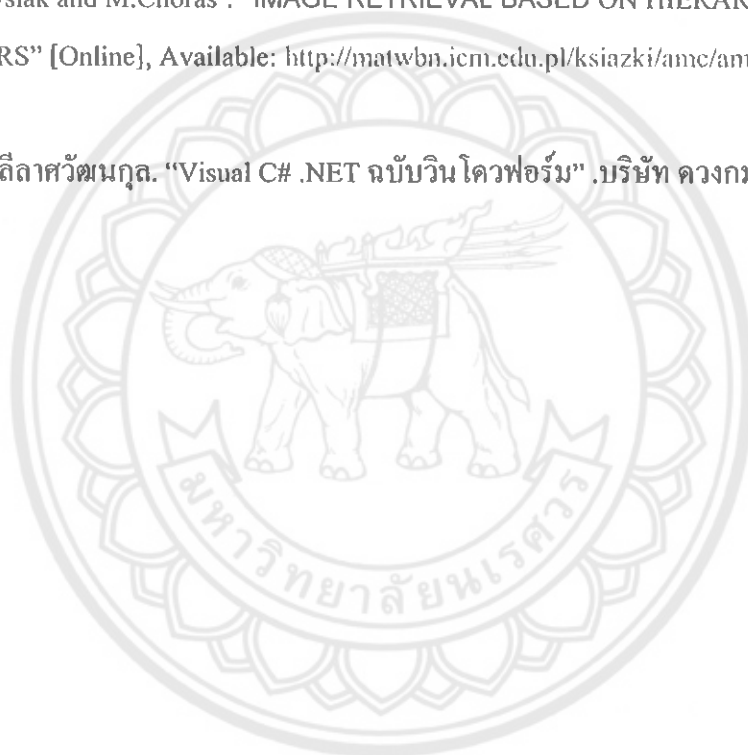 and M.Choras : "IMAGE RETRIEVAL BASED ON
RS" [Online], Available: http://matwbn.icm.edu.pl/ksiazki/amc/am
ลีลาศวัฒนกุล. "Visual C# .NET ฉบับวินโดวฟอร์ม" .บริษัท ดวงกม
มหาวิทยาลัยนเรศวร